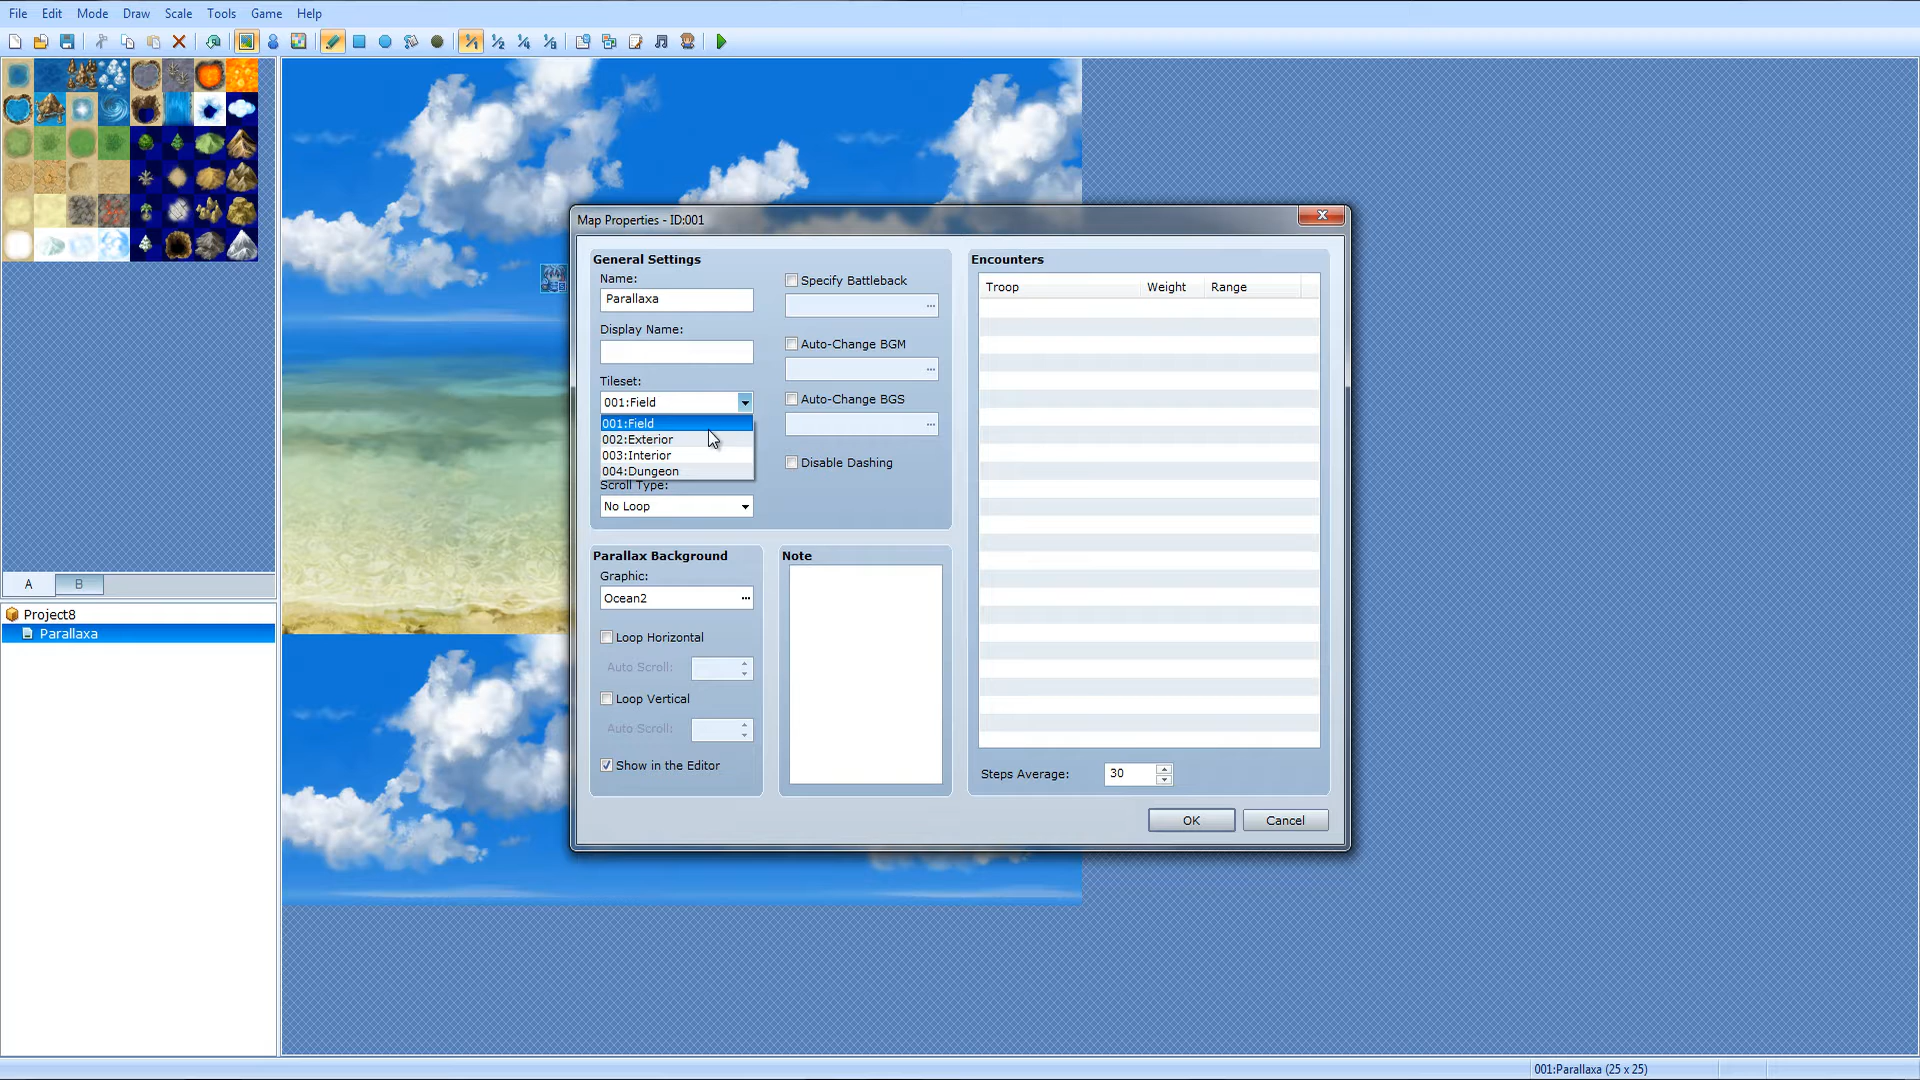 File Edit Mode Draw Scale Tools Game Help
Map Properties - ID:001
General Settings
Name:
Parallaxa
Display Name:
Tileset:
001:Field
001:Field
002:Exterior
003:Interior
004:Dungeon
Scroll Type:
No Loop
Specify Battleback
Auto-Change BGM
Auto-Change BGS
Disable Dashing
Parallax Background
Graphic:
Ocean2
Loop Horizontal
Auto Scroll:
Loop Vertical
Auto Scroll:
Show in the Editor
Note
Encounters
Troop Weight Range
Steps Average: 30
OK Cancel
A B
Project8
Parallaxa
001:Parallaxa (25 x 25)